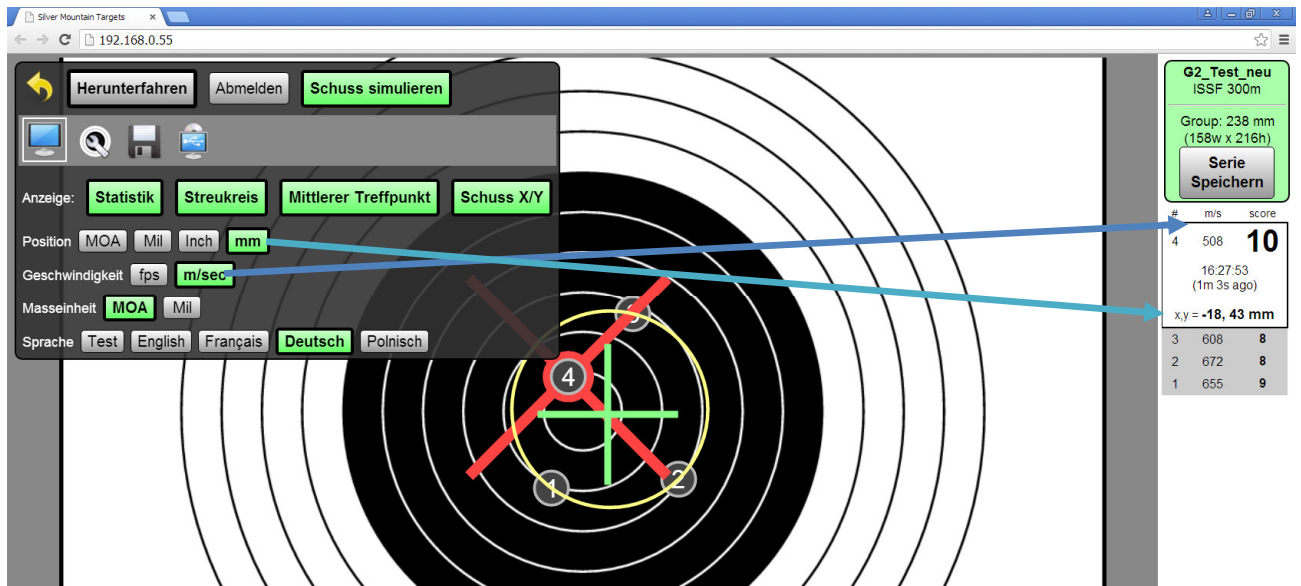 Silver Mountain Targets
192.168.0.55
Herunterfahren Abmelden Schuss simulieren
Anzeige: Statistik Streukreis Mittlerer Treffpunkt Schuss X/Y
Position MOA Mil Inch mm
Geschwindigkeit fps m/sec
Masseinheit MOA Mil
Sprache Test English Français Deutsch Polnisch
3
4
1
2
G2_Test_neu
ISSF 300m
Group: 238 mm
(158w x 216h)
Serie
Speichern
# m/s score
4 508 10
16:27:53
(1m 3s ago)
x,y = -18, 43 mm
3 608 8
2 672 8
1 655 9